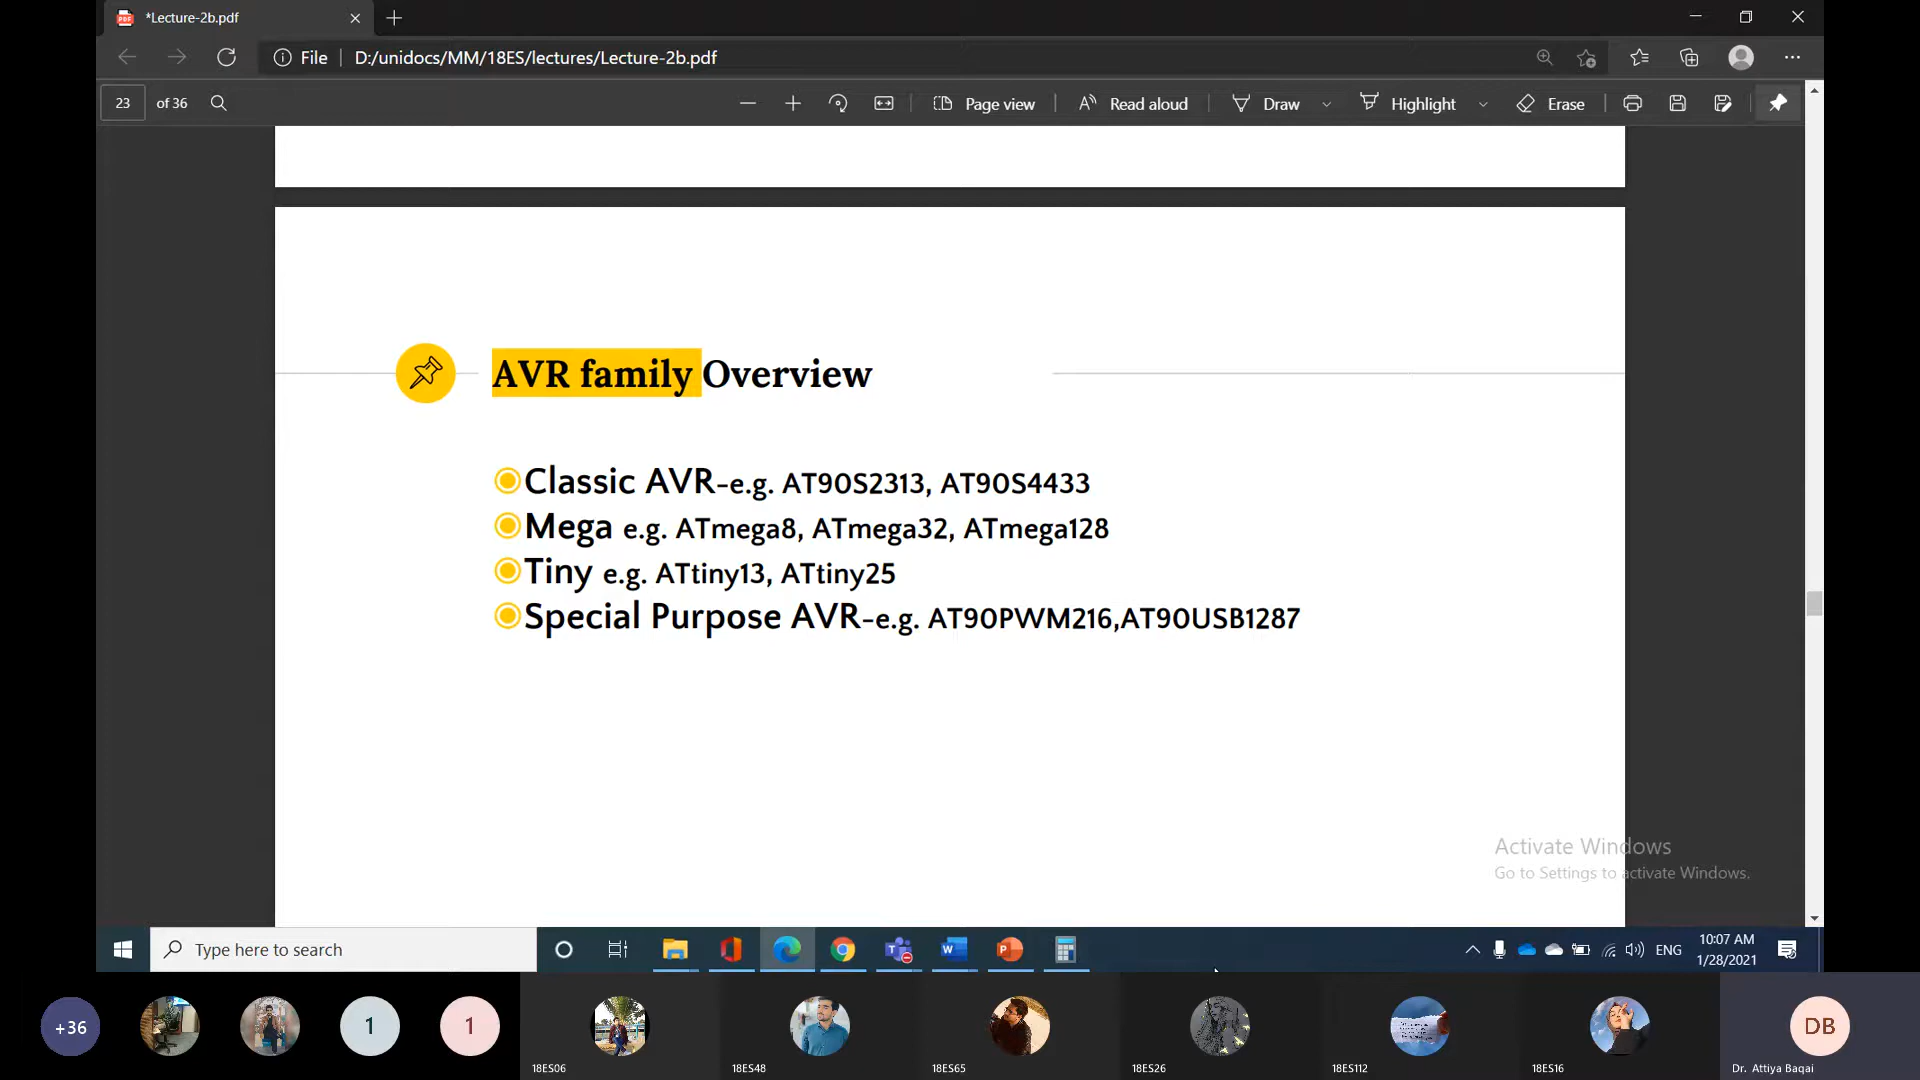 *Lecture-2b.pdf
File D:/unidocs/MM/18ES/lectures/Lecture-2b.pdf
23 of 36 Page view Read aloud Draw Highlight Erase
AVR family Overview
Classic AVR-e.g. AT90S2313, AT90S4433
Mega e.g. ATmega8, ATmega32, ATmega128
Tiny e.g. ATtiny13, ATtiny25
Special Purpose AVR-e.g. AT90PWM216,AT90USB1287
Activate Windows
Go to Settings to activate Windows.
Type here to search
ENG
10:07 AM
1/28/2021
+36 1 1 DB
18ES06 18ES48 18ES65 18ES26 18ES112 18ES16 Dr. Attiya Baqai